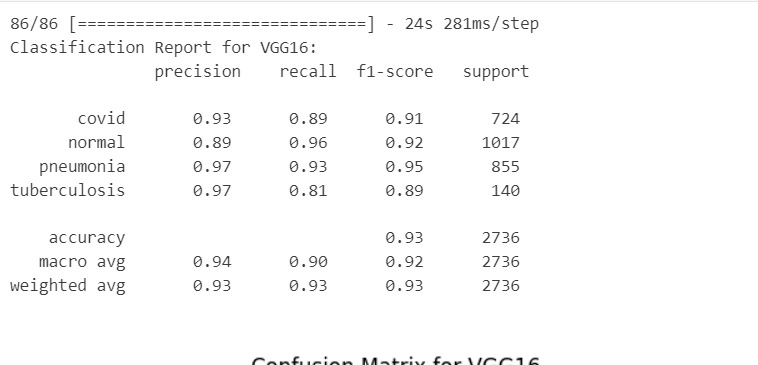 86/86 [==============================] - 24s 281ms/step
Classification Report for VGG16:
precision recall f1-score support
covid 0.93 0.89 0.91 724
normal 0.89 0.96 0.92 1017
pneumonia 0.97 0.93 0.95 855
tuberculosis 0.97 0.81 0.89 140
accuracy 0.93 2736
macro avg 0.94 0.90 0.92 2736
weighted avg 0.93 0.93 0.93 2736
Confusion Matrix for VGG16